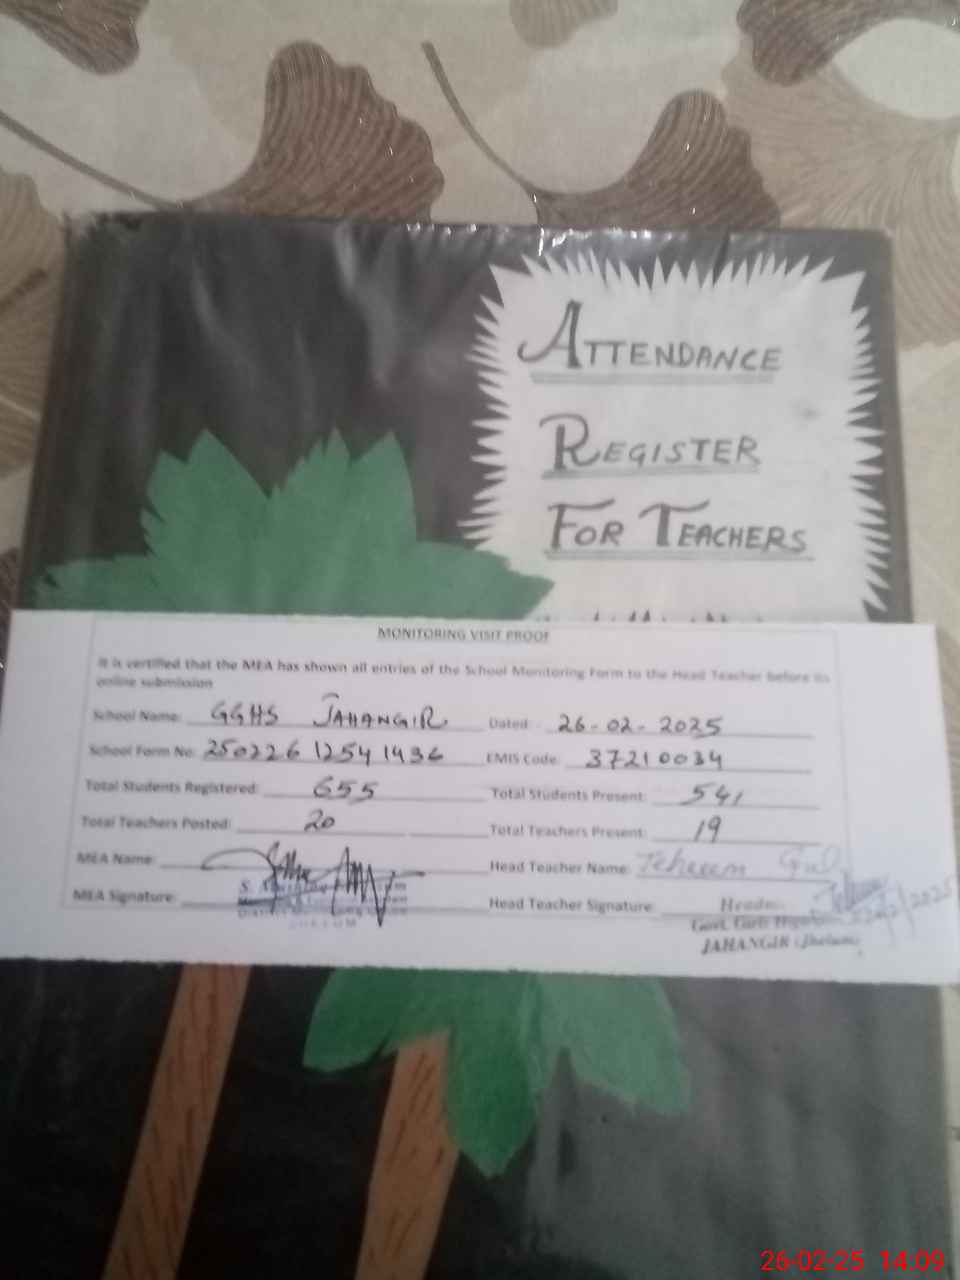 ATTENDANCE
REGISTER
FOR TEACHERS
MONITORING VISIT PROOF
It is certified that the MEA has shown all entries of the School Monitoring Form to the Head Teacher before its
online submission
School Name: GGHS JAHANGIR Dated: 26-02-2025
School Form No: 250226 1254 1436 EMIS Code: 37210034
Total Students Registered: 655 Total Students Present: 541
Total Teachers Posted: 20 Total Teachers Present: 19
MEA Name: Head Teacher Name: Teheem Gul
MEA Signature: Head Teacher Signature:
Govt. Girls
JAHANGIR (Jhelum)
26-02-25 14:09